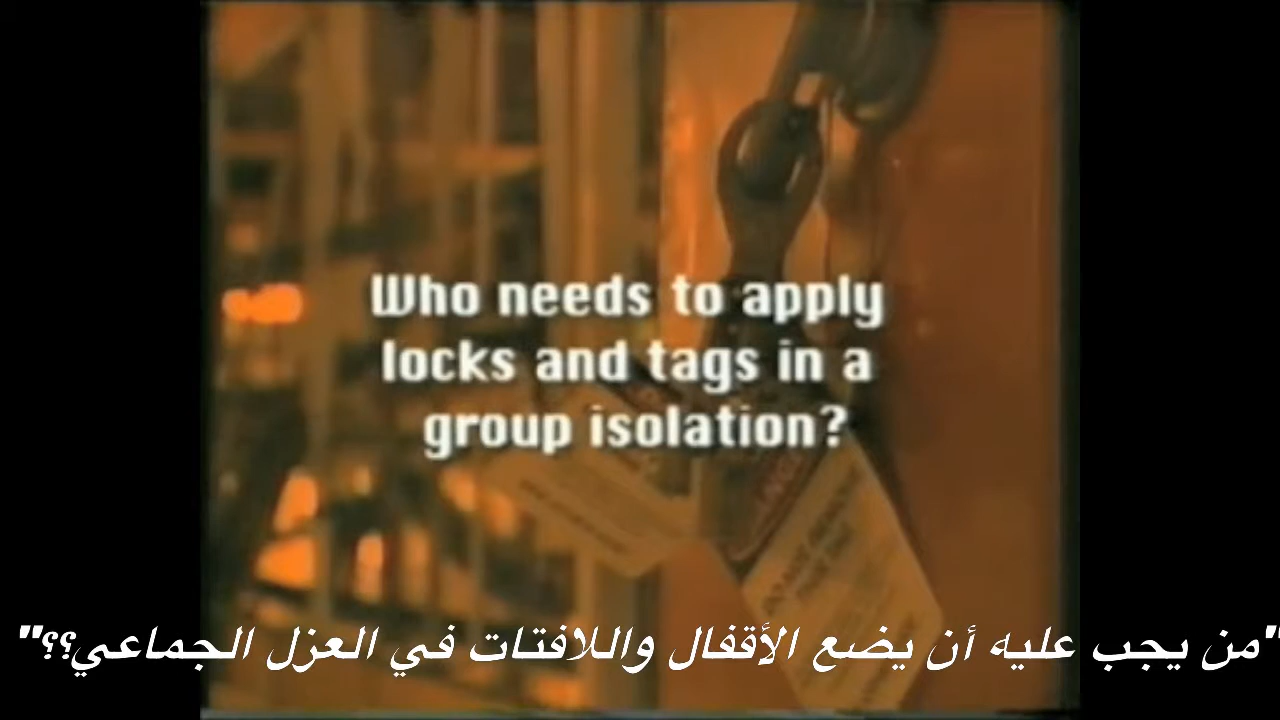 Who needs to apply
locks and tags in a
group isolation?
"من يجب عليه أن يضع الأقفال واللافتات في العزل الجماعي؟؟"